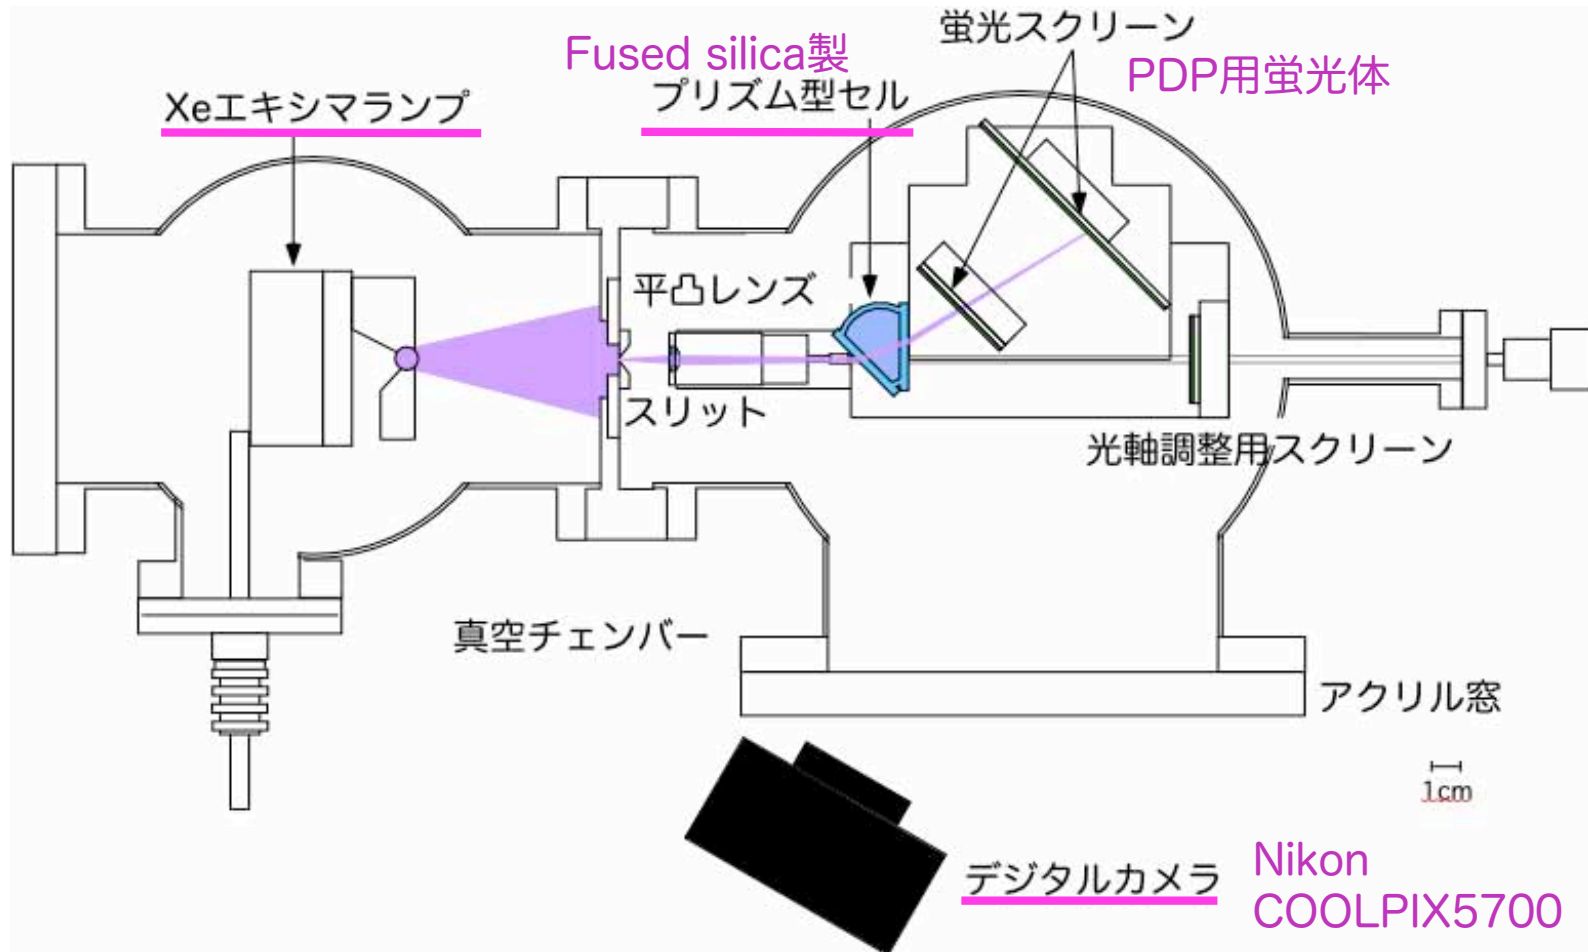 蛍光スクリーン
Fused silica製
PDP用蛍光体
Xeエキシマランプ
プリズム型セル
平凸レンズ
スリット
光軸調整用スクリーン
真空チェンバー
アクリル窓
1cm
デジタルカメラ
Nikon
COOLPIX5700